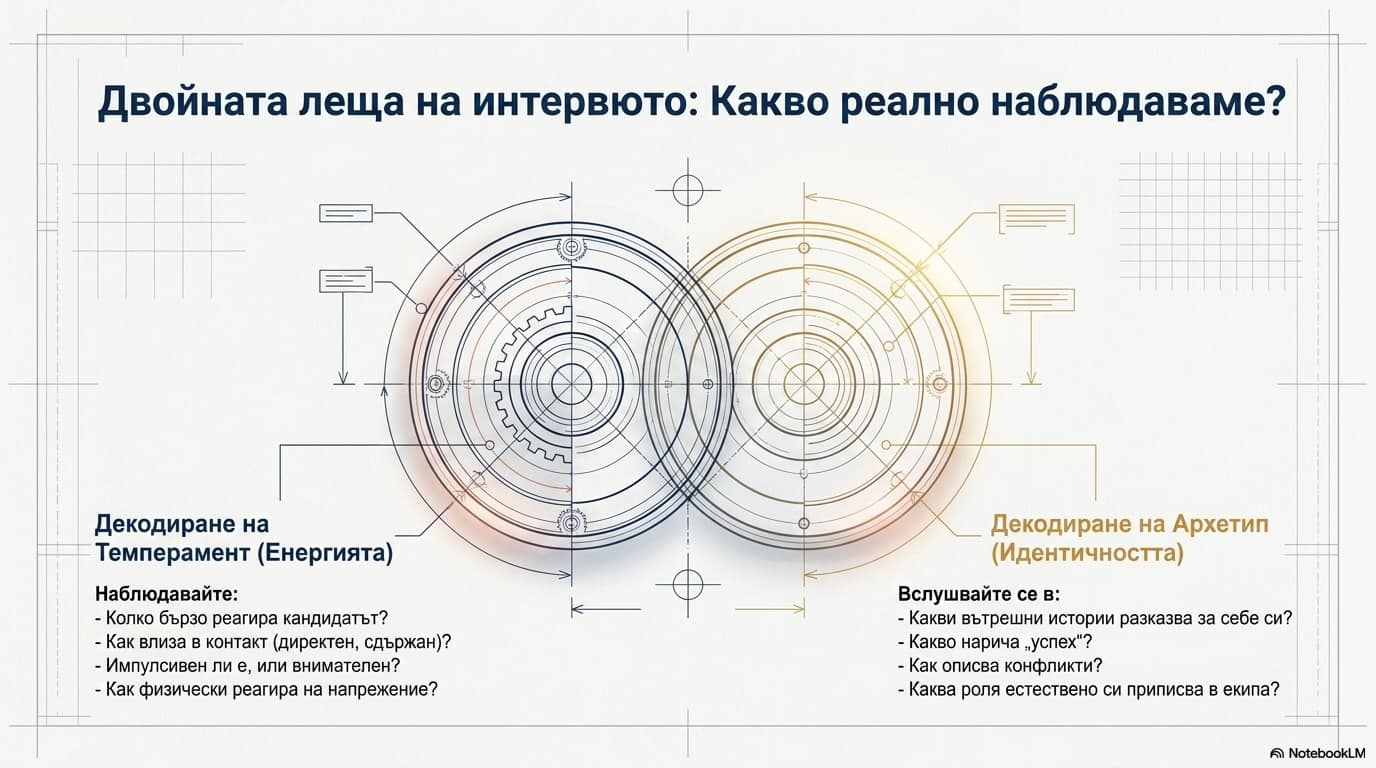 Двойната леща на интервюто: Какво реално наблюдаваме?
Декодиране на
Темперамент (Енергията)
Наблюдавайте:
- Колко бързо реагира кандидатът?
- Как влиза в контакт (директен, сдържан)?
- Импулсивен ли е, или внимателен?
- Как физически реагира на напрежение?
Декодиране на Архетип
(Идентичността)
Вслушвайте се в:
- Какви вътрешни истории разказва за себе си?
- Какво нарича „успех“?
- Как описва конфликти?
- Каква роля естествено си приписва в екипа?
NotebookLM